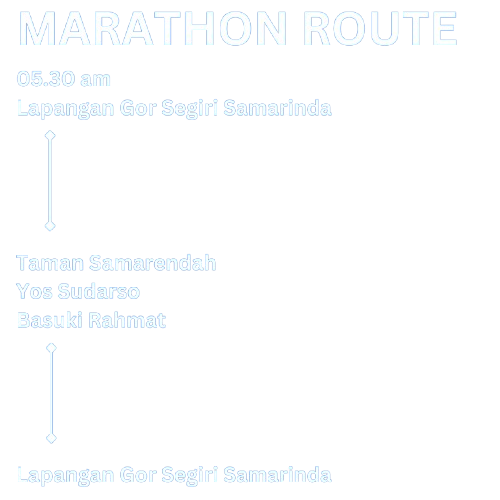 MARATHON ROUTE
05.30 am
Lapangan Gor Segiri Samarinda
Taman Samarendah
Yos Sudarso
Basuki Rahmat
Lapangan Gor Segiri Samarinda